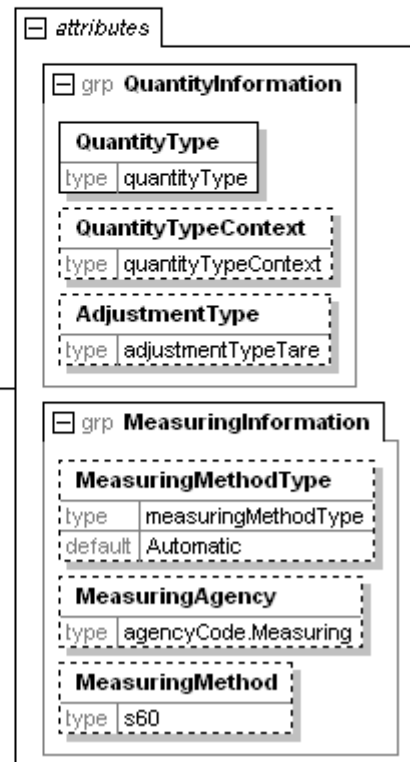 attributes
grp QuantityInformation
QuantityType
type quantityType
QuantityTypeContext
type quantityTypeContext
AdjustmentType
type adjustmentTypeTare
grp MeasuringInformation
MeasuringMethodType
type measuringMethodType
default Automatic
MeasuringAgency
type agencyCode.Measuring
MeasuringMethod
type s60